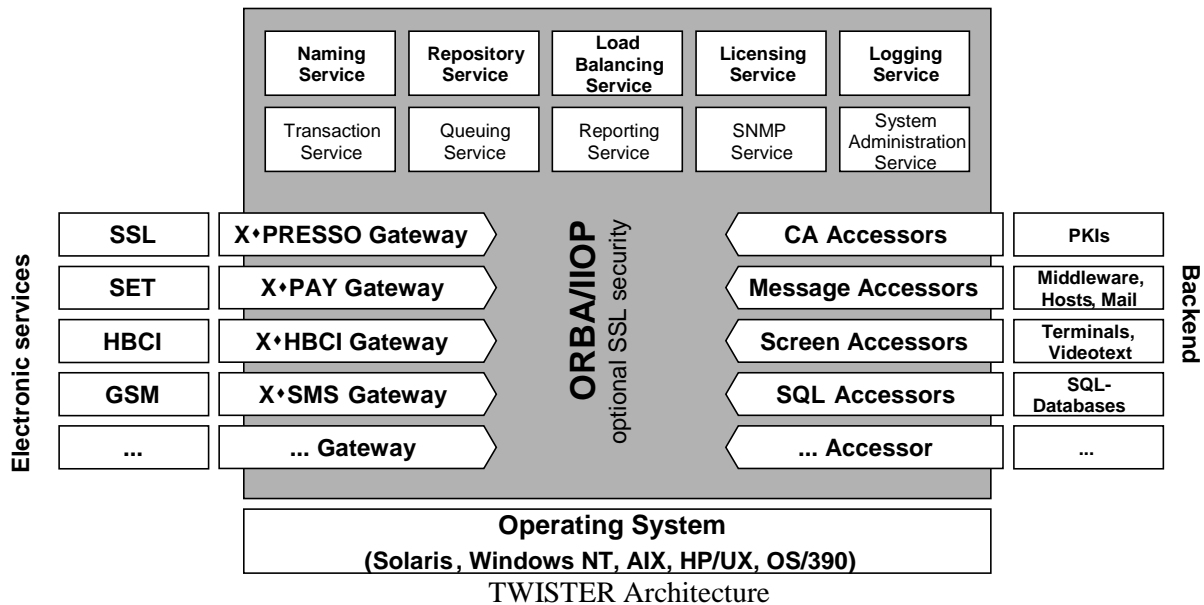 Naming
Service
Repository
Service
Load
Balancing
Service
Licensing
Service
Logging
Service
Transaction
Service
Queuing
Service
Reporting
Service
SNMP
Service
System
Administration
Service
Electronic services
SSL
X♦PRESSO Gateway
SET
X♦PAY Gateway
HBCI
X♦HBCI Gateway
GSM
X♦SMS Gateway
...
... Gateway
ORBA/IIOP
optional SSL security
CA Accessors
PKIs
Message Accessors
Middleware,
Hosts, Mail
Screen Accessors
Terminals,
Videotext
SQL Accessors
SQL-
Databases
... Accessor
...
Backend
Operating System
(Solaris, Windows NT, AIX, HP/UX, OS/390)
TWISTER Architecture